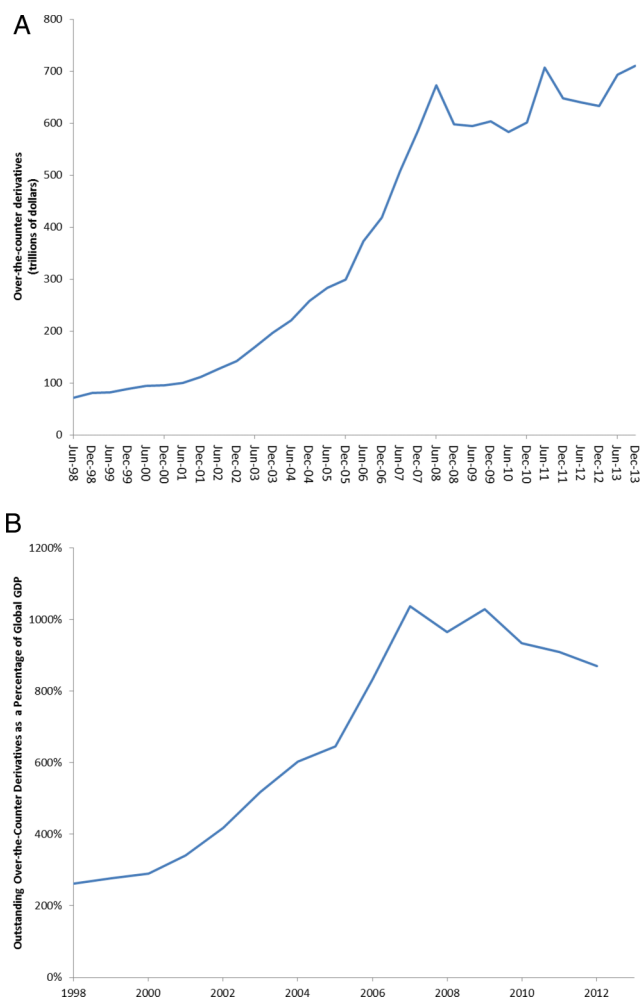 A
800
700
600
500
400
300
200
100
0
Over-the-counter derivatives
(trillions of dollars)
Jun-98
Dec-98
Jun-99
Dec-99
Jun-00
Dec-00
Jun-01
Dec-01
Jun-02
Dec-02
Jun-03
Dec-03
Jun-04
Dec-04
Jun-05
Dec-05
Jun-06
Dec-06
Jun-07
Dec-07
Jun-08
Dec-08
Jun-09
Dec-09
Jun-10
Dec-10
Jun-11
Dec-11
Jun-12
Dec-12
Jun-13
Dec-13
B
1200%
1000%
800%
600%
400%
200%
0%
Outstanding Over-the-Counter Derivatives as a Percentage of Global GDP
1998
2000
2002
2004
2006
2008
2010
2012